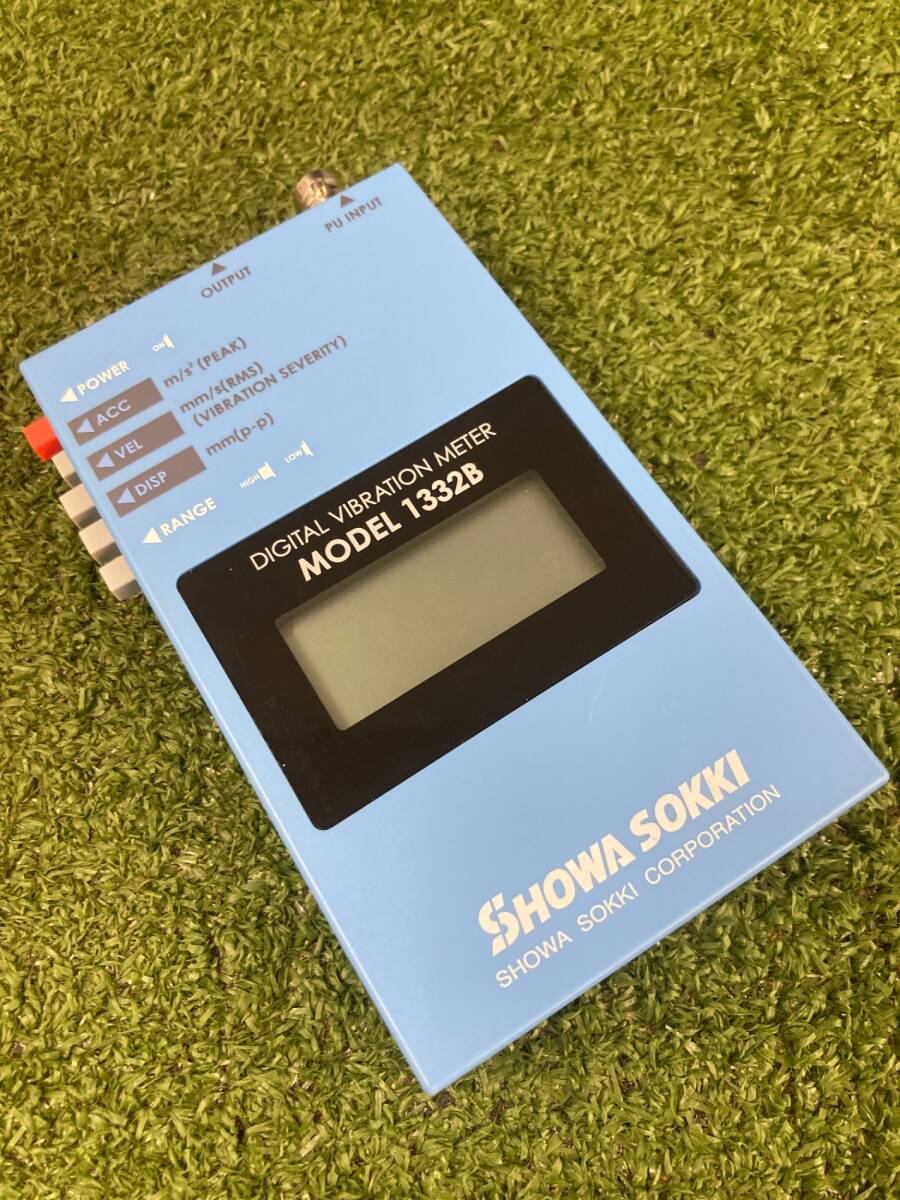 PU INPUT
OUTPUT
POWER ON
ACC m/s² (PEAK)
VEL mm/s(RMS)
(VIBRATION SEVERITY)
DISP mm(p-p)
RANGE HIGH LOW
DIGITAL VIBRATION METER
MODEL 1332B
SHOWA SOKKI
SHOWA SOKKI CORPORATION